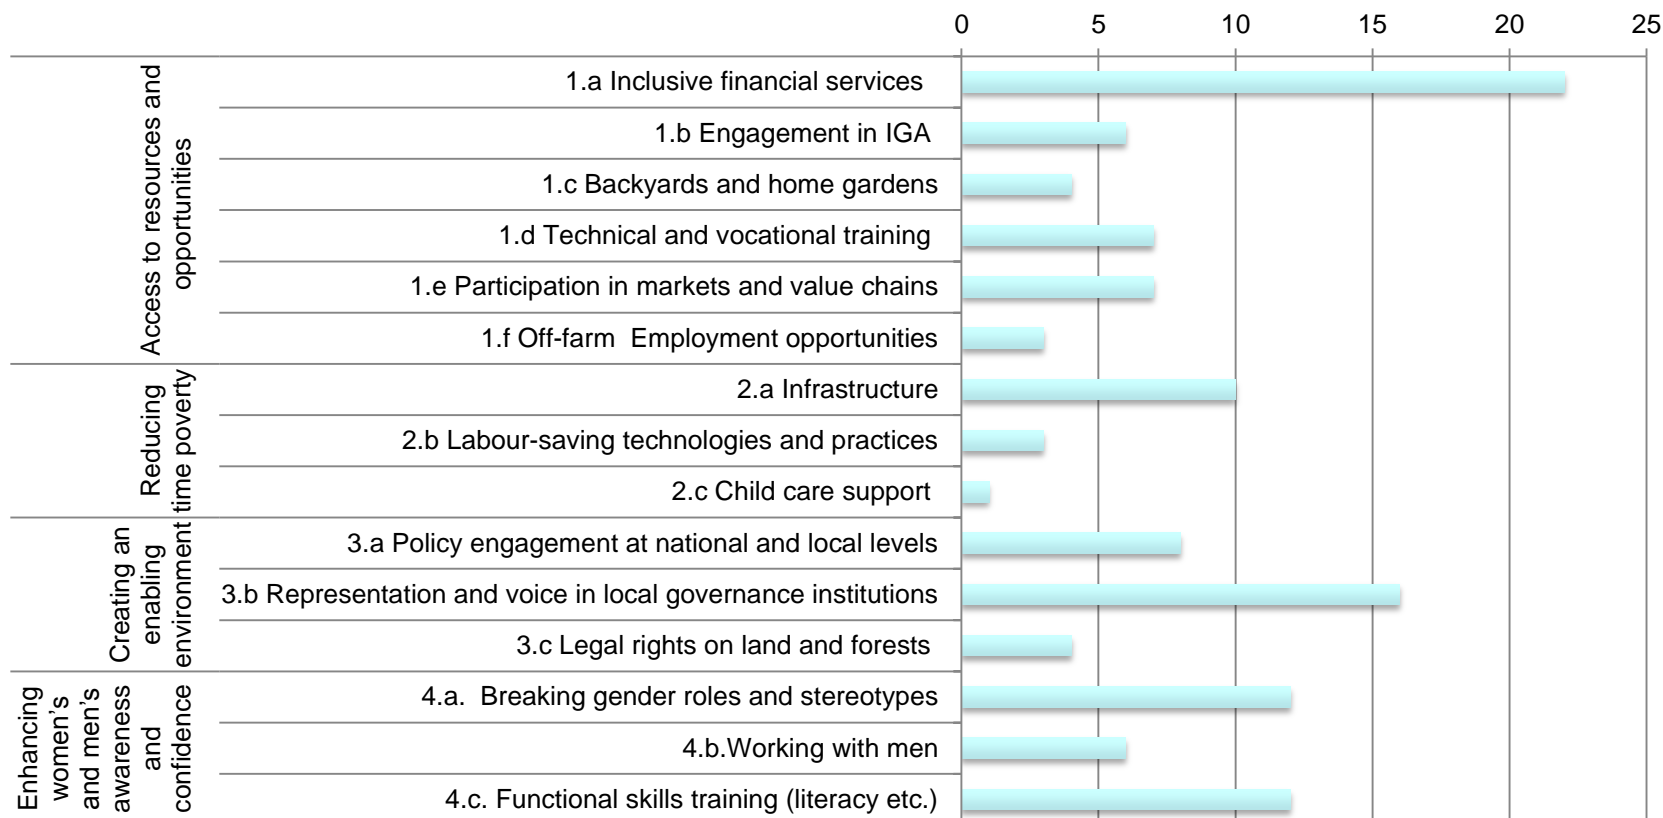 0 5 10 15 20 25
Access to resources and
opportunities
1.a Inclusive financial services
1.b Engagement in IGA
1.c Backyards and home gardens
1.d Technical and vocational training
1.e Participation in markets and value chains
1.f Off-farm  Employment opportunities
Reducing
time poverty
2.a Infrastructure
2.b Labour-saving technologies and practices
2.c Child care support
Creating an
enabling
environment
3.a Policy engagement at national and local levels
3.b Representation and voice in local governance institutions
3.c Legal rights on land and forests
Enhancing
women’s
and men’s
awareness
and
confidence
4.a.  Breaking gender roles and stereotypes
4.b.Working with men
4.c. Functional skills training (literacy etc.)